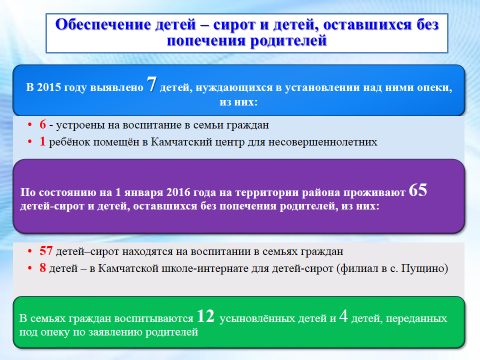 Обеспечение детей – сирот и детей, оставшихся без
попечения родителей
В 2015 году выявлено 7 детей, нуждающихся в установлении над ними опеки,
из них:
• 6 - устроены на воспитание в семьи граждан
• 1 ребёнок помещён в Камчатский центр для несовершеннолетних
По состоянию на 1 января 2016 года на территории района проживают 65
детей-сирот и детей, оставшихся без попечения родителей, из них:
• 57 детей–сирот находятся на воспитании в семьях граждан
• 8 детей – в Камчатской школе-интернате для детей-сирот (филиал в с. Пущино)
В семьях граждан воспитываются 12 усыновлённых детей и 4 детей, переданных
под опеку по заявлению родителей